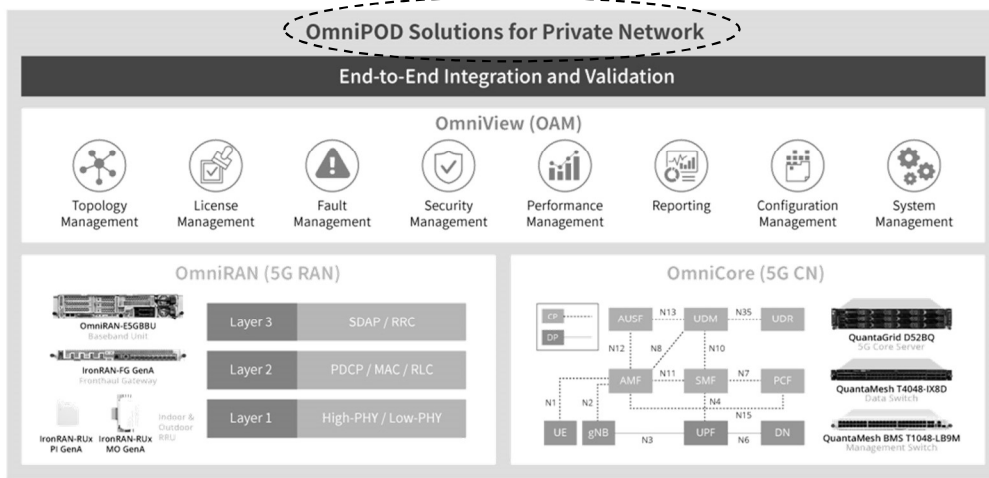 OmniPOD Solutions for Private Network
End-to-End Integration and Validation
OmniView (OAM)
Topology
Management
License
Management
Fault
Management
Security
Management
Performance
Management
Reporting
Configuration
Management
System
Management
OmniRAN (5G RAN)
OmniRAN-E5GBBU
Baseband Unit
IronRAN-FG GenA
Fronthaul Gateway
IronRAN-RUx
PI GenA
IronRAN-RUx
MO GenA
Indoor &
Outdoor
RRU
Layer 3
SDAP / RRC
Layer 2
PDCP / MAC / RLC
Layer 1
High-PHY / Low-PHY
OmniCore (5G CN)
CP
DP
AUSF
N13
UDM
N35
UDR
N12
N8
N10
AMF
N11
SMF
N7
PCF
N1
N2
N4
N15
UE
gNB
N3
UPF
N6
DN
QuantaGrid D52BQ
5G Core Server
QuantaMesh T4048-IX8D
Data Switch
QuantaMesh BMS T1048-LB9M
Management Switch